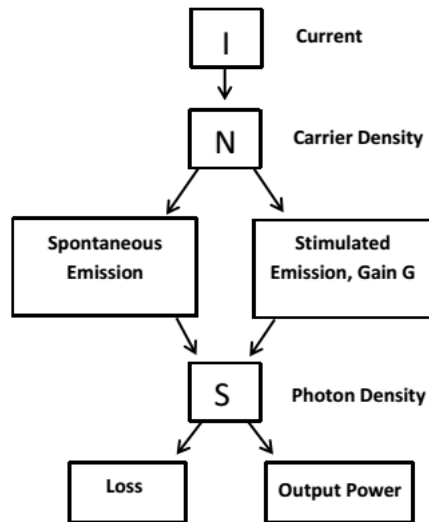 I Current
N Carrier Density
Spontaneous
Emission
Stimulated
Emission, Gain G
S Photon Density
Loss
Output Power